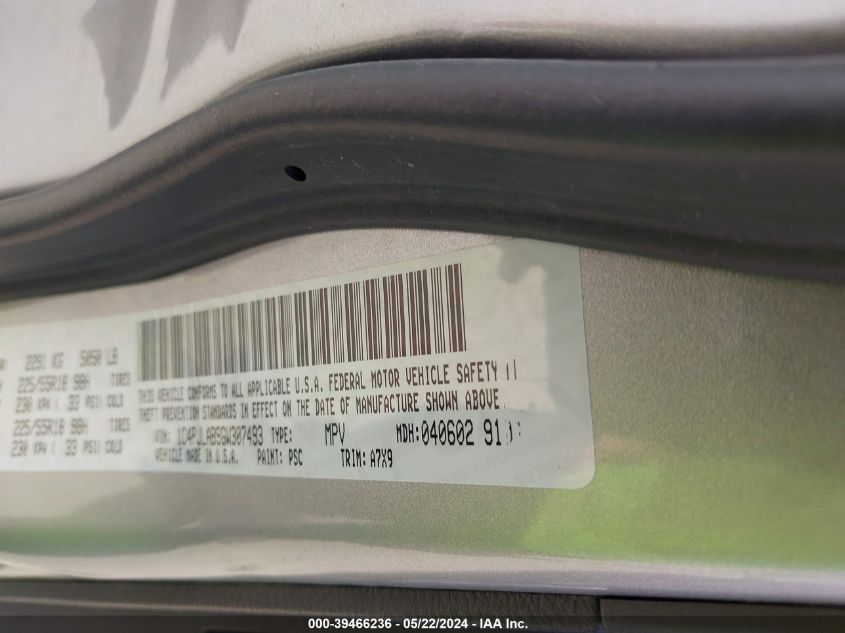 2291 KG 5050 LB
225/55R18 98H TIRES
230 KPA ( 33 PSI) COLD
225/55R18 98H TIRES
230 KPA ( 33 PSI) COLD
THIS VEHICLE CONFORMS TO ALL APPLICABLE U.S.A. FEDERAL MOTOR VEHICLE SAFETY
THEFT PREVENTION STANDARDS IN EFFECT ON THE DATE OF MANUFACTURE SHOWN ABOVE
VIN: 1C4PJLAB9GW307493 TYPE: MPV MDH: 040602
VEHICLE MADE IN U.S.A. PAINT: PSC TRIM: A7X9
000-39466236 - 05/22/2024 - IAA Inc.